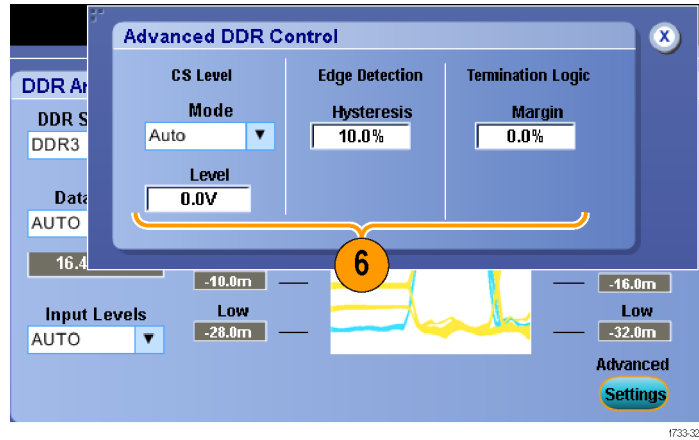 Advanced DDR Control
X
CS Level
Edge Detection
Termination Logic
Mode
Hysteresis
Margin
Auto
10.0%
0.0%
Level
0.0V
DDR
DDR S
DDR3
Data
AUTO
16.4
6
-10.0m
-16.0m
Input Levels
Low
Low
AUTO
-28.0m
-32.0m
Advanced
Settings
1733-32